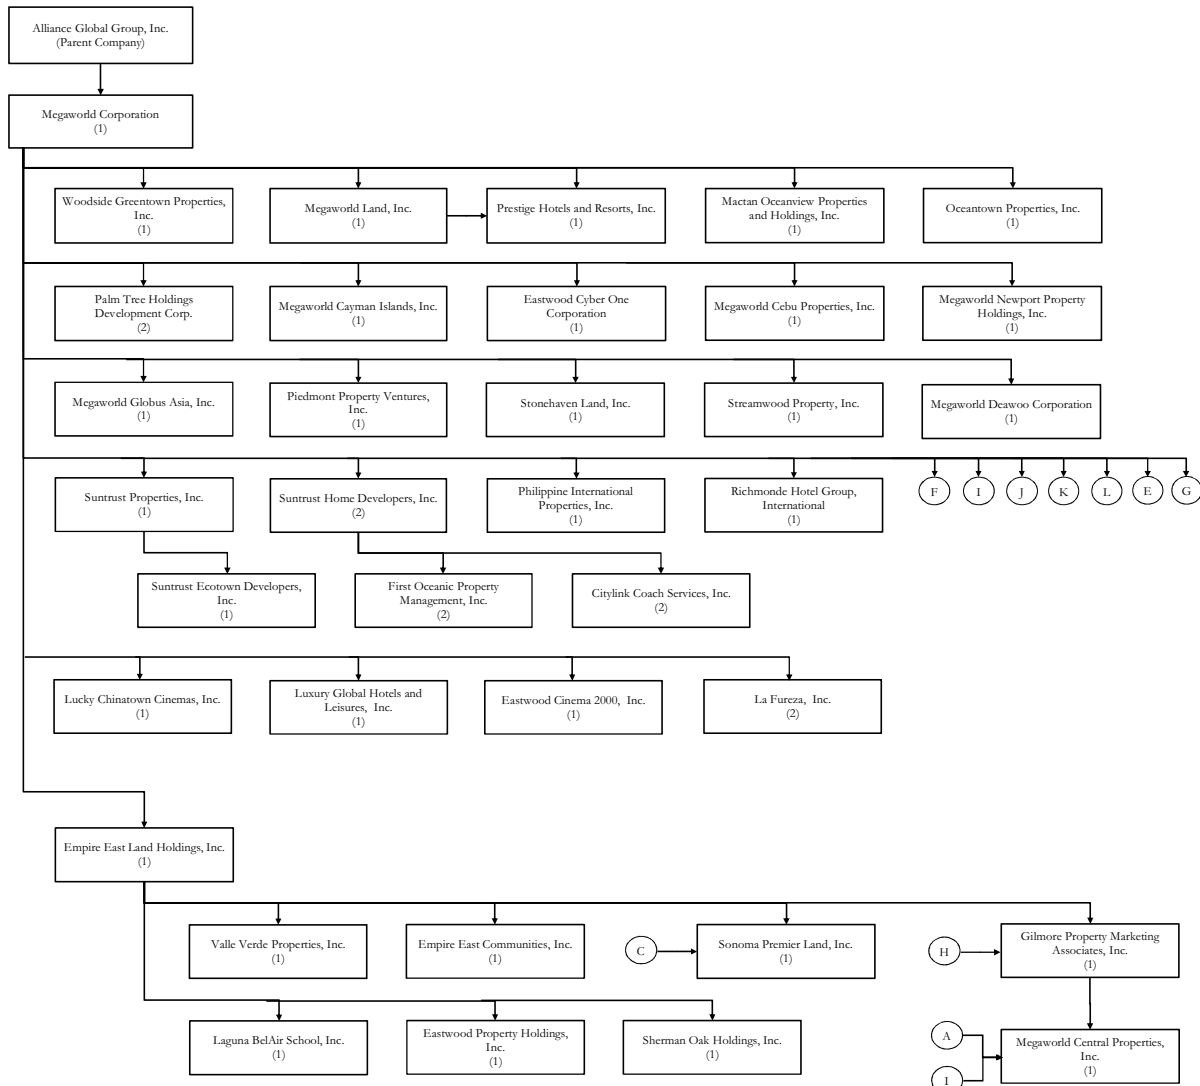 Alliance Global Group, Inc.
(Parent Company)
Megaworld Corporation
(1)
Woodside Greentown Properties,
Inc.
(1)
Megaworld Land, Inc.
(1)
Prestige Hotels and Resorts, Inc.
(1)
Mactan Oceanview Properties
and Holdings, Inc.
(1)
Oceantown Properties, Inc.
(1)
Palm Tree Holdings
Development Corp.
(2)
Megaworld Cayman Islands, Inc.
(1)
Eastwood Cyber One
Corporation
(1)
Megaworld Cebu Properties, Inc.
(1)
Megaworld Newport Property
Holdings, Inc.
(1)
Megaworld Globus Asia, Inc.
(1)
Piedmont Property Ventures,
Inc.
(1)
Stonehaven Land, Inc.
(1)
Streamwood Property, Inc.
(1)
Megaworld Deawoo Corporation
(1)
Suntrust Properties, Inc.
(1)
Suntrust Home Developers, Inc.
(2)
Philippine International
Properties, Inc.
(1)
Richmonde Hotel Group,
International
(1)
F
I
J
K
L
E
G
Suntrust Ecotown Developers,
Inc.
(1)
First Oceanic Property
Management, Inc.
(2)
Citylink Coach Services, Inc.
(2)
Lucky Chinatown Cinemas, Inc.
(1)
Luxury Global Hotels and
Leisures, Inc.
(1)
Eastwood Cinema 2000, Inc.
(1)
La Fureza, Inc.
(2)
Empire East Land Holdings, Inc.
(1)
Valle Verde Properties, Inc.
(1)
Empire East Communities, Inc.
(1)
C
Sonoma Premier Land, Inc.
(1)
H
Gilmore Property Marketing
Associates, Inc.
(1)
Laguna BelAir School, Inc.
(1)
Eastwood Property Holdings,
Inc.
(1)
Sherman Oak Holdings, Inc.
(1)
A
I
Megaworld Central Properties,
Inc.
(1)